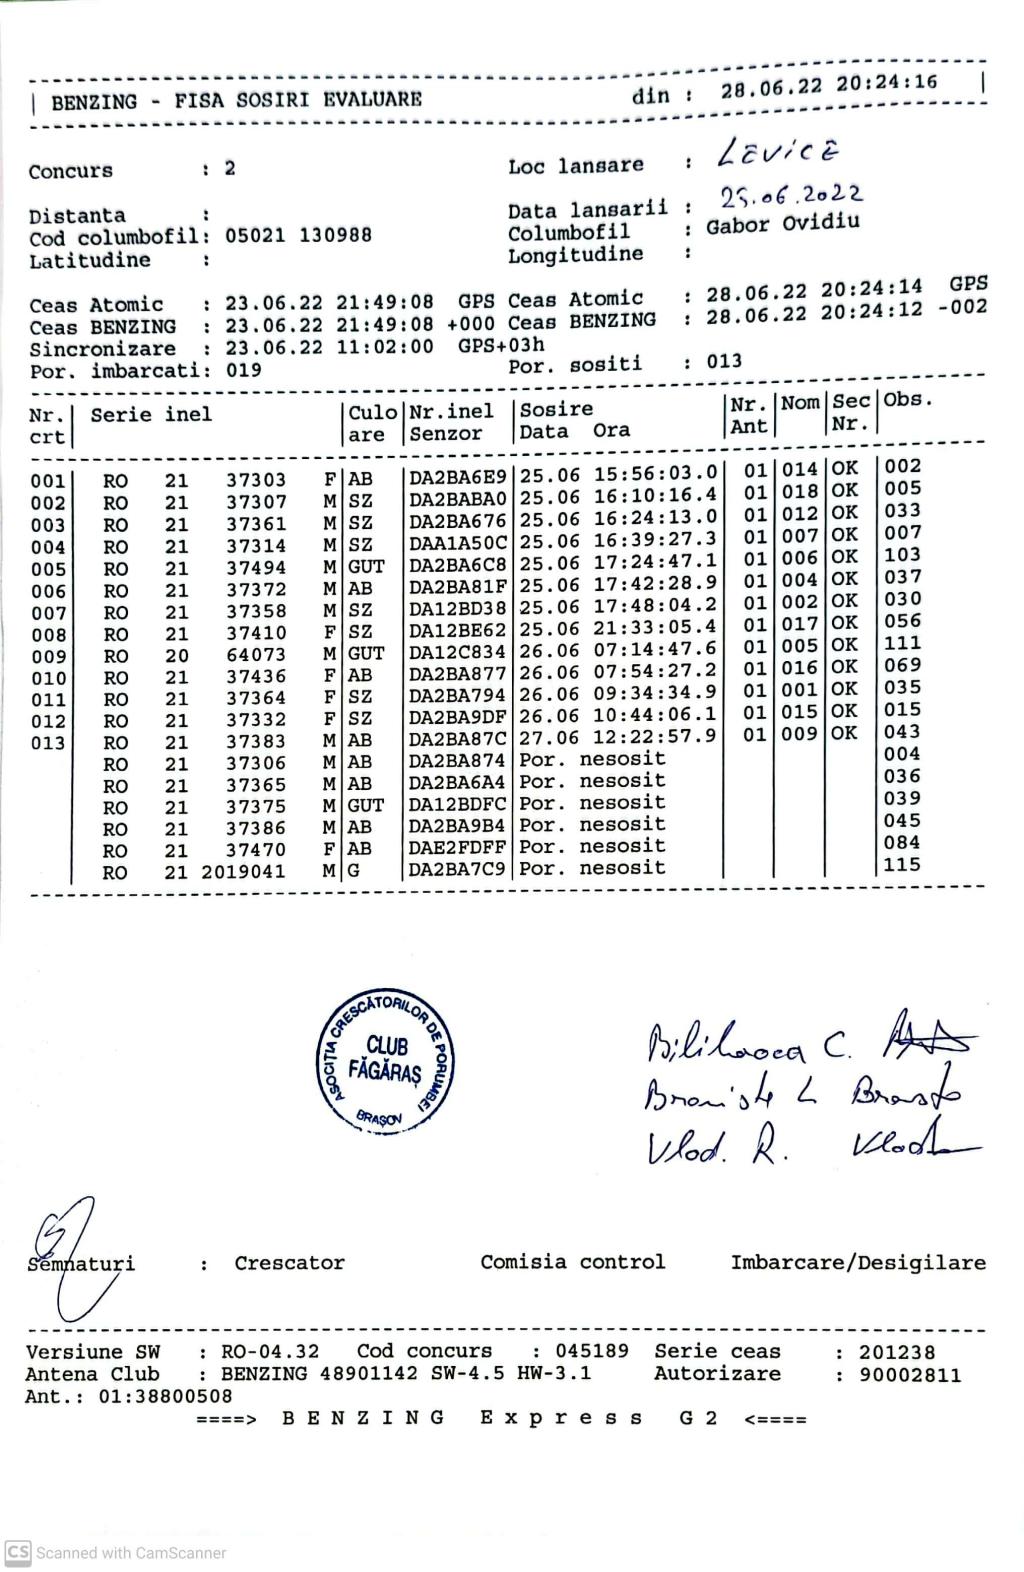 BENZING - FISA SOSIRI EVALUARE din : 28.06.22 20:24:16
Concurs : 2 Loc lansare : LEVICE
Distanta : Data lansarii : 25.06.2022
Cod columbofil: 05021 130988 Columbofil : Gabor Ovidiu
Latitudine : Longitudine :
Ceas Atomic : 23.06.22 21:49:08 GPS Ceas Atomic : 28.06.22 20:24:14 GPS
Ceas BENZING : 23.06.22 21:49:08 +000 Ceas BENZING : 28.06.22 20:24:12 -002
Sincronizare : 23.06.22 11:02:00 GPS+03h
Por. imbarcati: 019 Por. sositi : 013
Nr. Serie inel Culo Nr.inel Sosire Nr. Nom Sec Obs.
crt are Senzor Data Ora Ant Nr.
001 RO 21 37303 F AB DA2BA6E9 25.06 15:56:03.0 01 014 OK 002
002 RO 21 37307 M SZ DA2BABA0 25.06 16:10:16.4 01 018 OK 005
003 RO 21 37361 M SZ DA2BA676 25.06 16:24:13.0 01 012 OK 033
004 RO 21 37314 M SZ DAA1A50C 25.06 16:39:27.3 01 007 OK 007
005 RO 21 37494 M GUT DA2BA6C8 25.06 17:24:47.1 01 006 OK 103
006 RO 21 37372 M AB DA2BA81F 25.06 17:42:28.9 01 004 OK 037
007 RO 21 37358 M SZ DA12BD38 25.06 17:48:04.2 01 002 OK 030
008 RO 21 37410 F SZ DA12BE62 25.06 21:33:05.4 01 017 OK 056
009 RO 20 64073 M GUT DA12C834 26.06 07:14:47.6 01 005 OK 111
010 RO 21 37436 F AB DA2BA877 26.06 07:54:27.2 01 016 OK 069
011 RO 21 37364 F SZ DA2BA794 26.06 09:34:34.9 01 001 OK 035
012 RO 21 37332 F SZ DA2BA9DF 26.06 10:44:06.1 01 015 OK 015
013 RO 21 37383 M AB DA2BA87C 27.06 12:22:57.9 01 009 OK 043
RO 21 37306 M AB DA2BA874 Por. nesosit 004
RO 21 37365 M AB DA2BA6A4 Por. nesosit 036
RO 21 37375 M GUT DA12BDFC Por. nesosit 039
RO 21 37386 M AB DA2BA9B4 Por. nesosit 045
RO 21 37470 F AB DAE2FDFF Por. nesosit 084
RO 21 2019041 M G DA2BA7C9 Por. nesosit 115
ASOCIȚIA CRESCĂTORILOR DE PORUMBEI
CLUB
FĂGĂRAȘ
BRAȘOV
C.
L
Vlad. R.
Semnaturi : Crescator Comisia control Imbarcare/Desigilare
Versiune SW : RO-04.32 Cod concurs : 045189 Serie ceas : 201238
Antena Club : BENZING 48901142 SW-4.5 HW-3.1 Autorizare : 90002811
Ant.: 01:38800508
====> B E N Z I N G E x p r e s s G 2 <====
CS Scanned with CamScanner